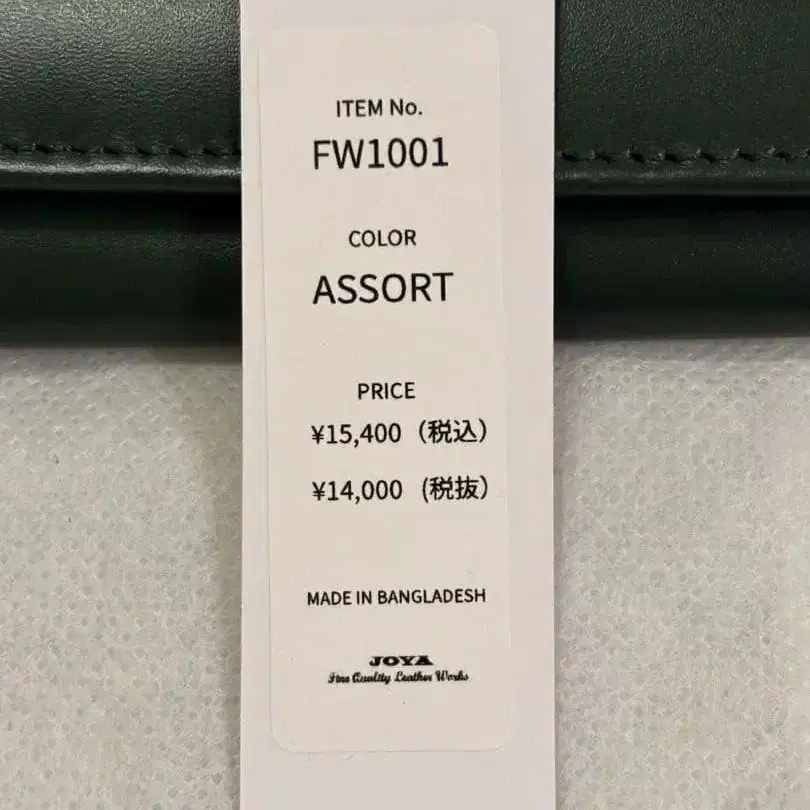 ITEM No.
FW1001
COLOR
ASSORT
PRICE
¥15,400（税込）
¥14,000（税抜）
MADE IN BANGLADESH
JOYA
Fine Quality Leather Works